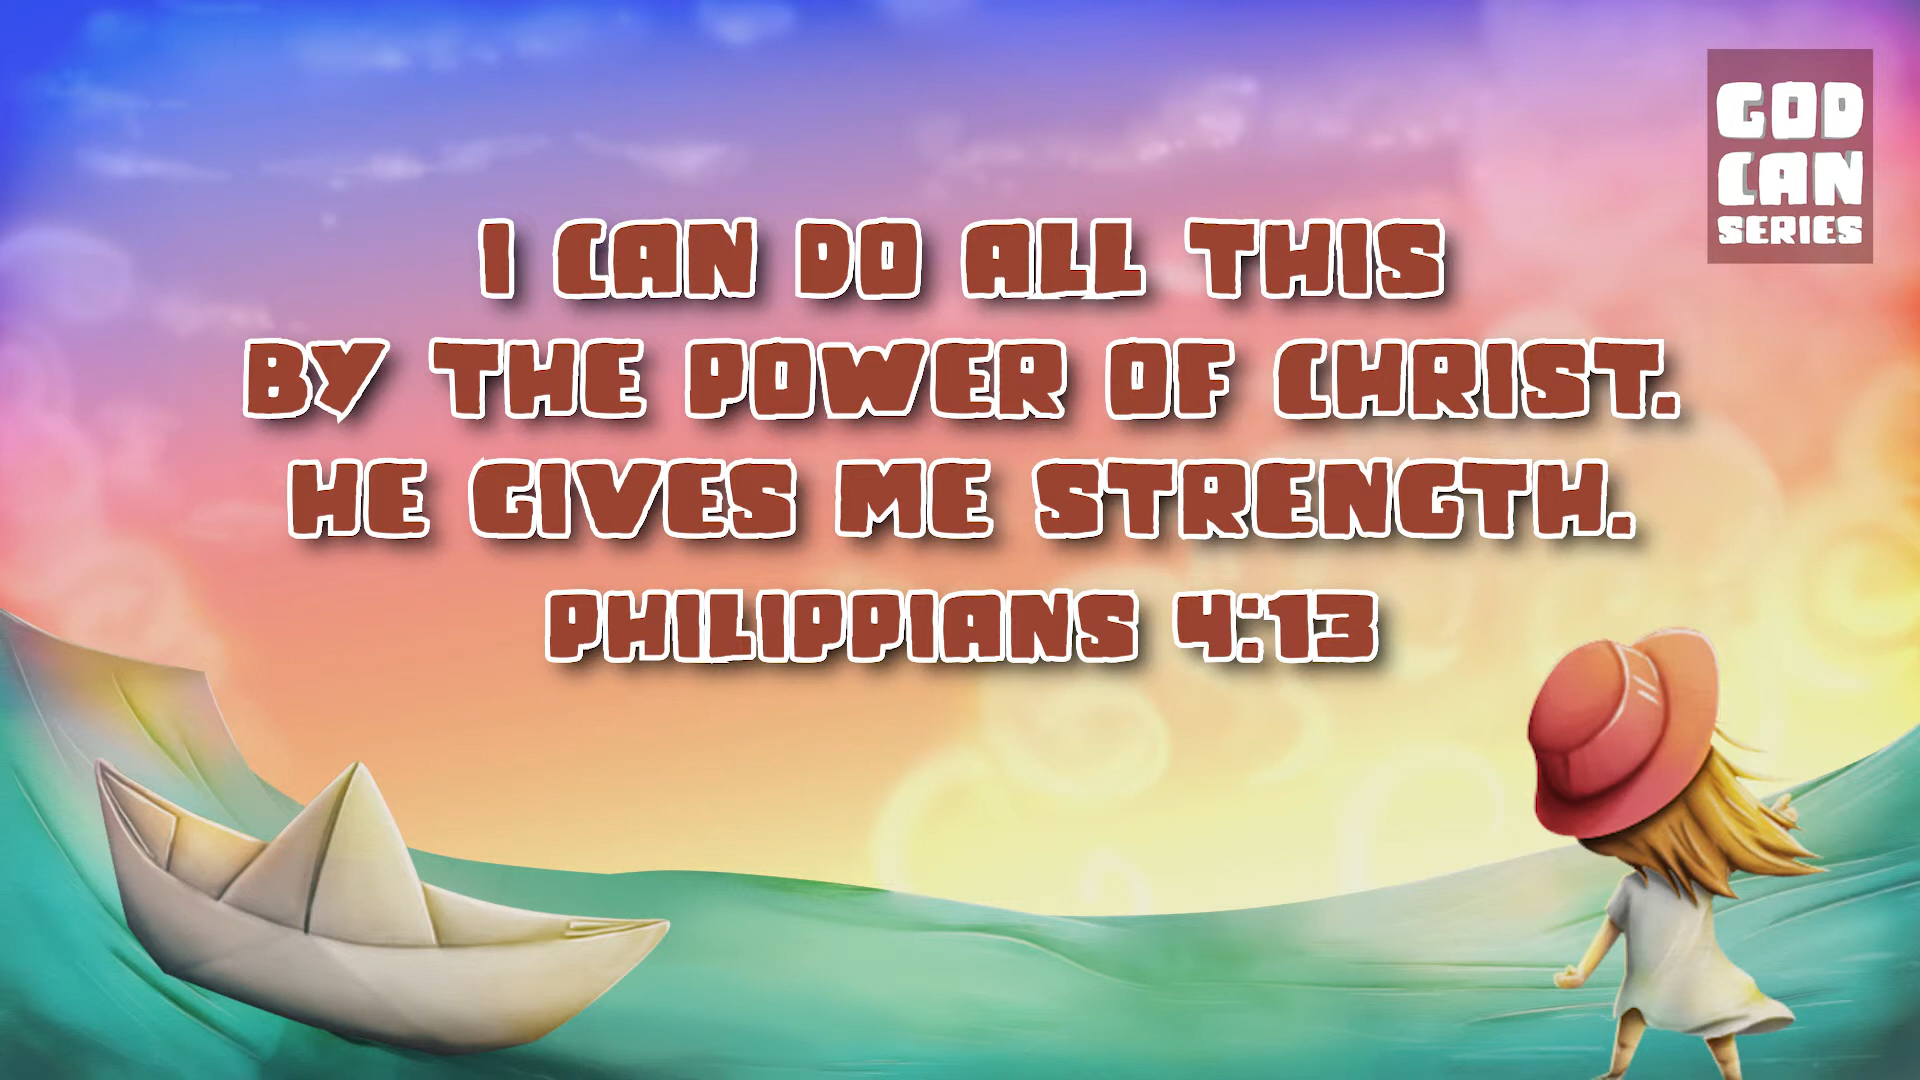 GOD
CAN
SERIES
I CAN DO ALL THIS
BY THE POWER OF CHRIST.
HE GIVES ME STRENGTH.
PHILIPPIANS 4:13